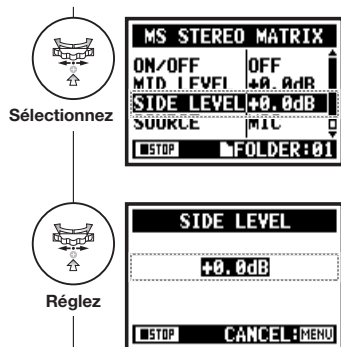 MS STEREO MATRIX
ON/OFF OFF
MID LEVEL +0.0dB
SIDE LEVEL +0.0dB
SOURCE MIC
STOP FOLDER:01
Sélectionnez
SIDE LEVEL
+0.0dB
STOP CANCEL:MENU
Réglez